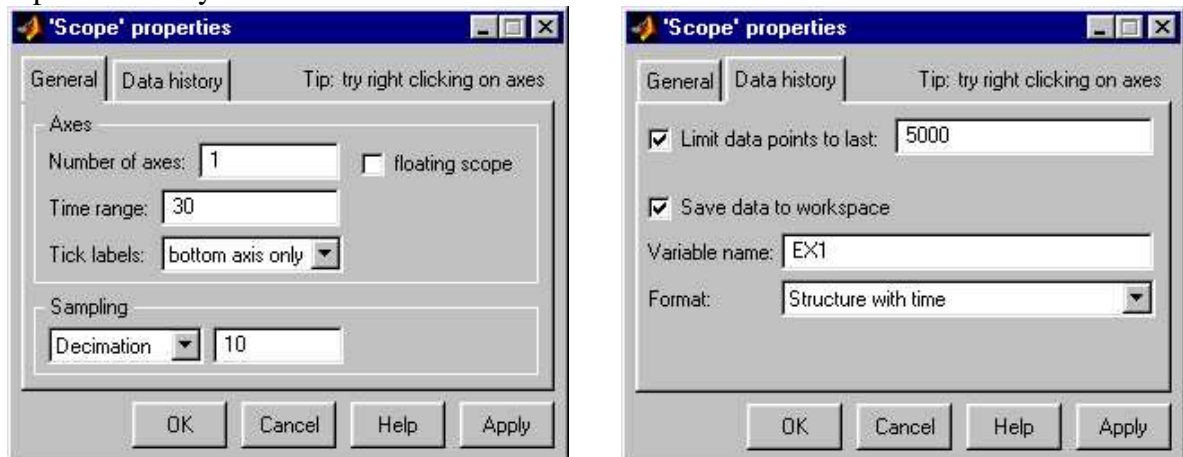 'Scope' properties
General Data history Tip: try right clicking on axes
Axes
Number of axes: 1 floating scope
Time range: 30
Tick labels: bottom axis only
Sampling
Decimation 10
OK Cancel Help Apply
'Scope' properties
General Data history Tip: try right clicking on axes
Limit data points to last: 5000
Save data to workspace
Variable name: EX1
Format: Structure with time
OK Cancel Help Apply